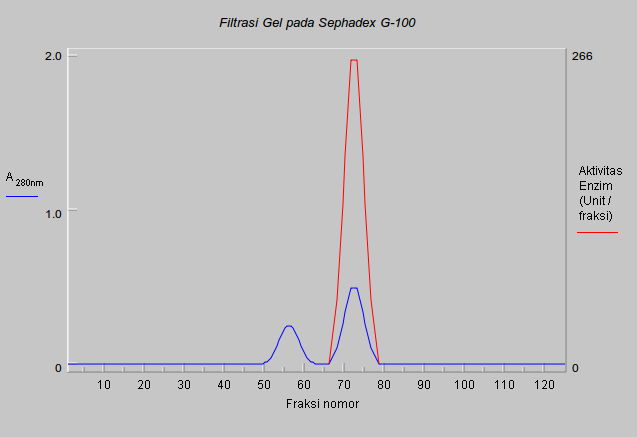 Filtrasi Gel pada Sephadex G-100
2.0
266
A 280nm
Aktivitas
Enzim
(Unit /
fraksi)
1.0
0
0
10 20 30 40 50 60 70 80 90 100 110 120
Fraksi nomor